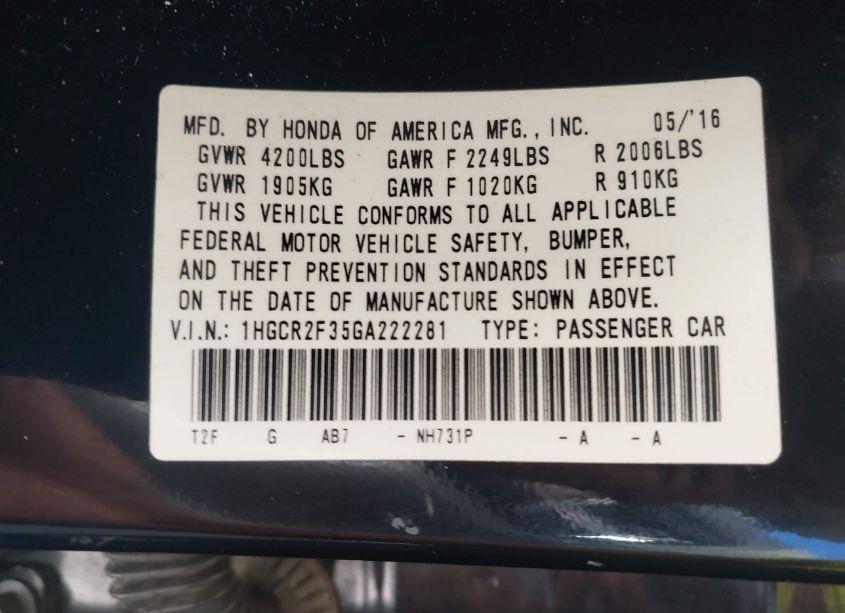 MFD. BY HONDA OF AMERICA MFG., INC. 05/'16
GVWR 4200LBS GAWR F 2249LBS R 2006LBS
GVWR 1905KG GAWR F 1020KG R 910KG
THIS VEHICLE CONFORMS TO ALL APPLICABLE
FEDERAL MOTOR VEHICLE SAFETY, BUMPER,
AND THEFT PREVENTION STANDARDS IN EFFECT
ON THE DATE OF MANUFACTURE SHOWN ABOVE.
V.I.N.: 1HGCR2F35GA222281 TYPE: PASSENGER CAR
T2F G AB7 - NH731P - A - A